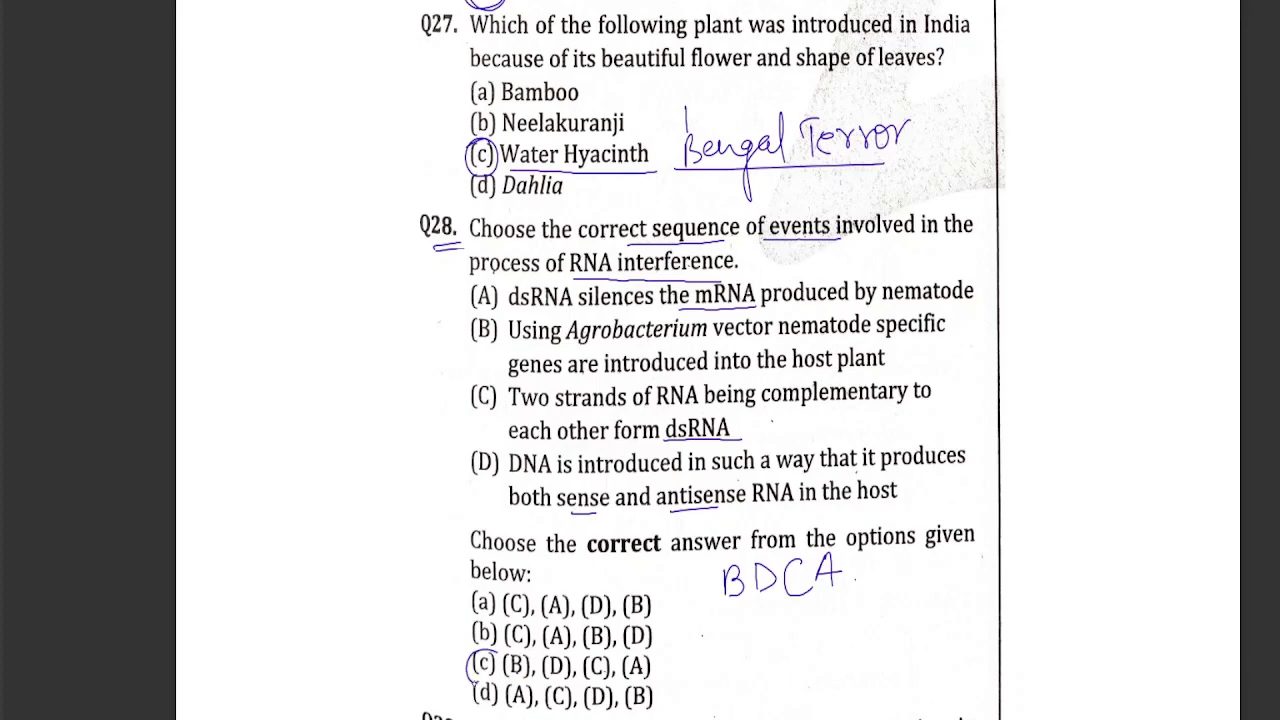 Q27. Which of the following plant was introduced in India
because of its beautiful flower and shape of leaves?
(a) Bamboo
(b) Neelakuranji
(c) Water Hyacinth
Bengal Terror
(d) Dahlia
Q28. Choose the correct sequence of events involved in the
process of RNA interference.
(A) dsRNA silences the mRNA produced by nematode
(B) Using Agrobacterium vector nematode specific
genes are introduced into the host plant
(C) Two strands of RNA being complementary to
each other form dsRNA
(D) DNA is introduced in such a way that it produces
both sense and antisense RNA in the host
Choose the correct answer from the options given
below:
BDCA
(a) (C), (A), (D), (B)
(b) (C), (A), (B), (D)
(c) (B), (D), (C), (A)
(d) (A), (C), (D), (B)